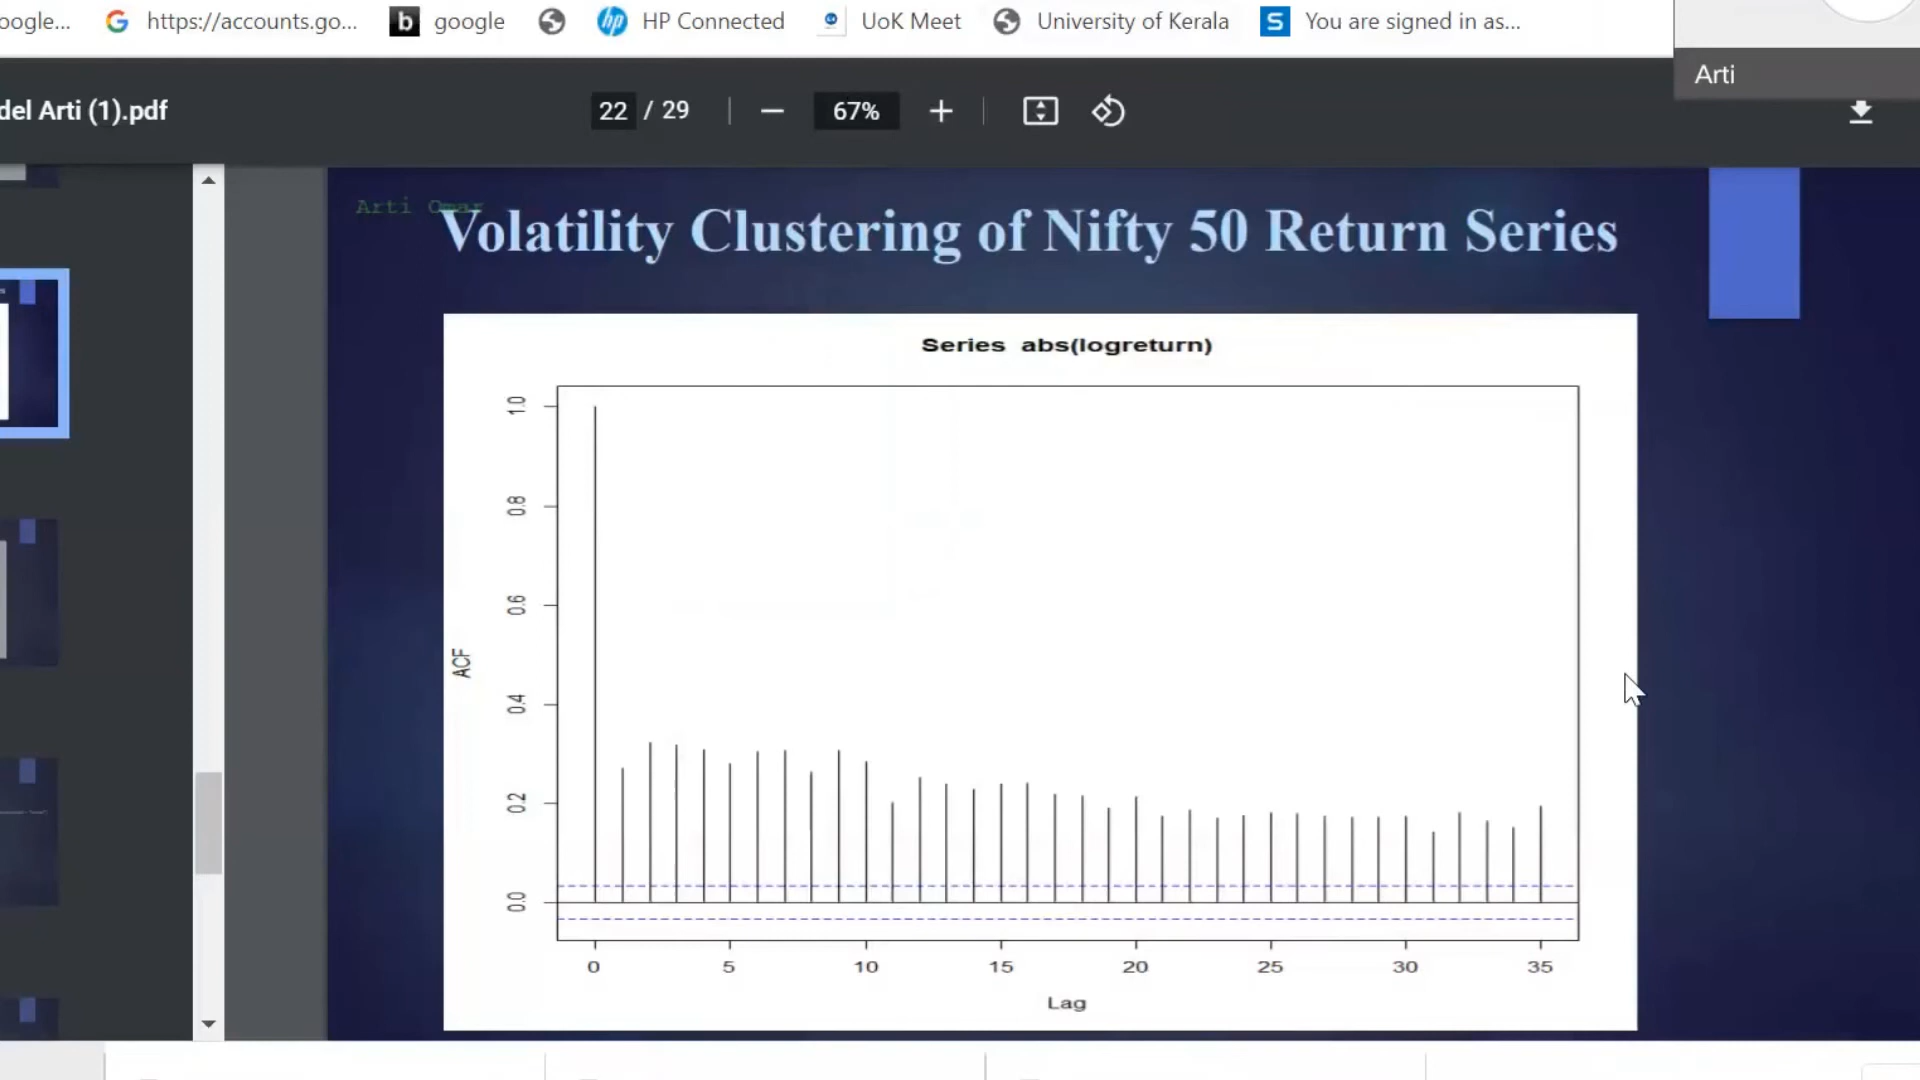 oogle...
https://accounts.go...
google
HP Connected
UoK Meet
University of Kerala
You are signed in as...
Arti
del Arti (1).pdf
22 / 29
67%
Arti Omar
Volatility Clustering of Nifty 50 Return Series
Series abs(logreturn)
1.0
0.8
0.6
0.4
0.2
0.0
ACF
0 5 10 15 20 25 30 35
Lag